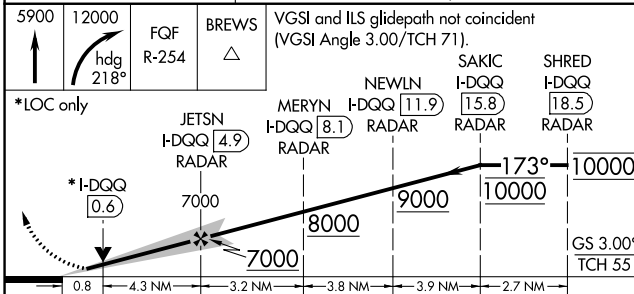 5900
12000
hdg
218°
FQF
R-254
BREWS
VGSI and ILS glidepath not coincident
(VGSI Angle 3.00/TCH 71).
*LOC only
SHRED
I-DQQ
18.5
RADAR
SAKIC
I-DQQ
15.8
RADAR
NEWLN
I-DQQ 11.9
RADAR
MERYN
I-DQQ 8.1
RADAR
JETSN
I-DQQ 4.9
RADAR
*I-DQQ
0.6
7000
7000
8000
9000
173°
10000
10000
GS 3.00°
TCH 55
0.8
4.3 NM
3.2 NM
3.8 NM
3.9 NM
2.7 NM